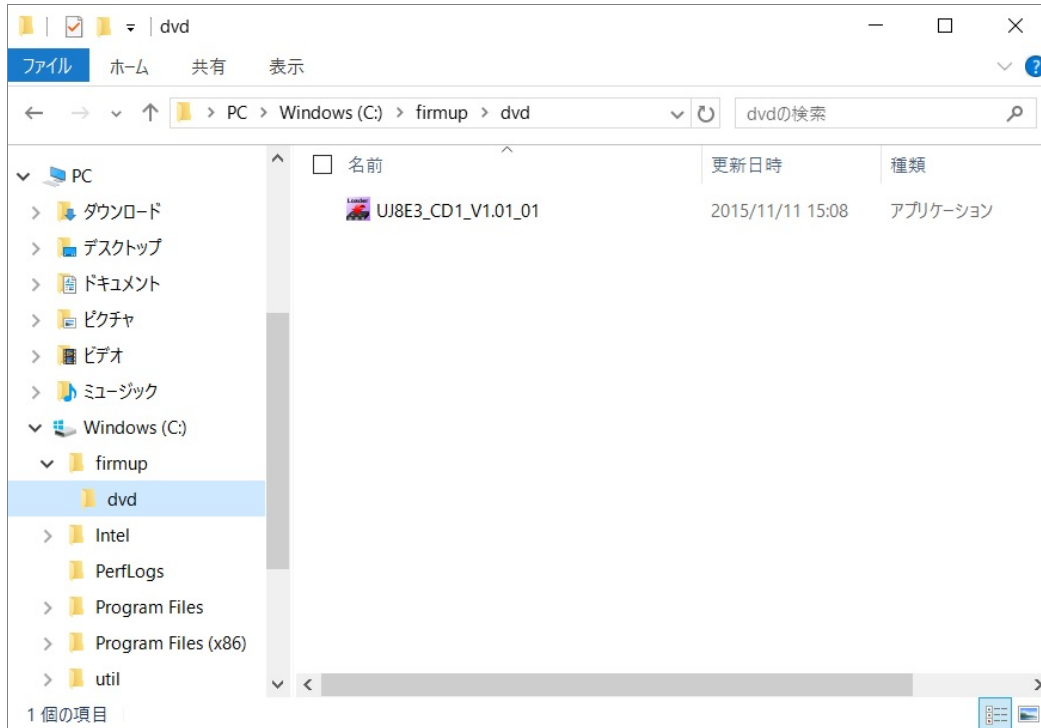 dvd
ファイル ホーム 共有 表示
PC > Windows (C:) > firmup > dvd dvdの検索
名前 更新日時 種類
PC
ダウンロード
Loader UJ8E3_CD1_V1.01_01 2015/11/11 15:08 アプリケーション
デスクトップ
ドキュメント
ピクチャ
ビデオ
ミュージック
Windows (C:)
firmup
dvd
Intel
PerfLogs
Program Files
Program Files (x86)
util
1 個の項目